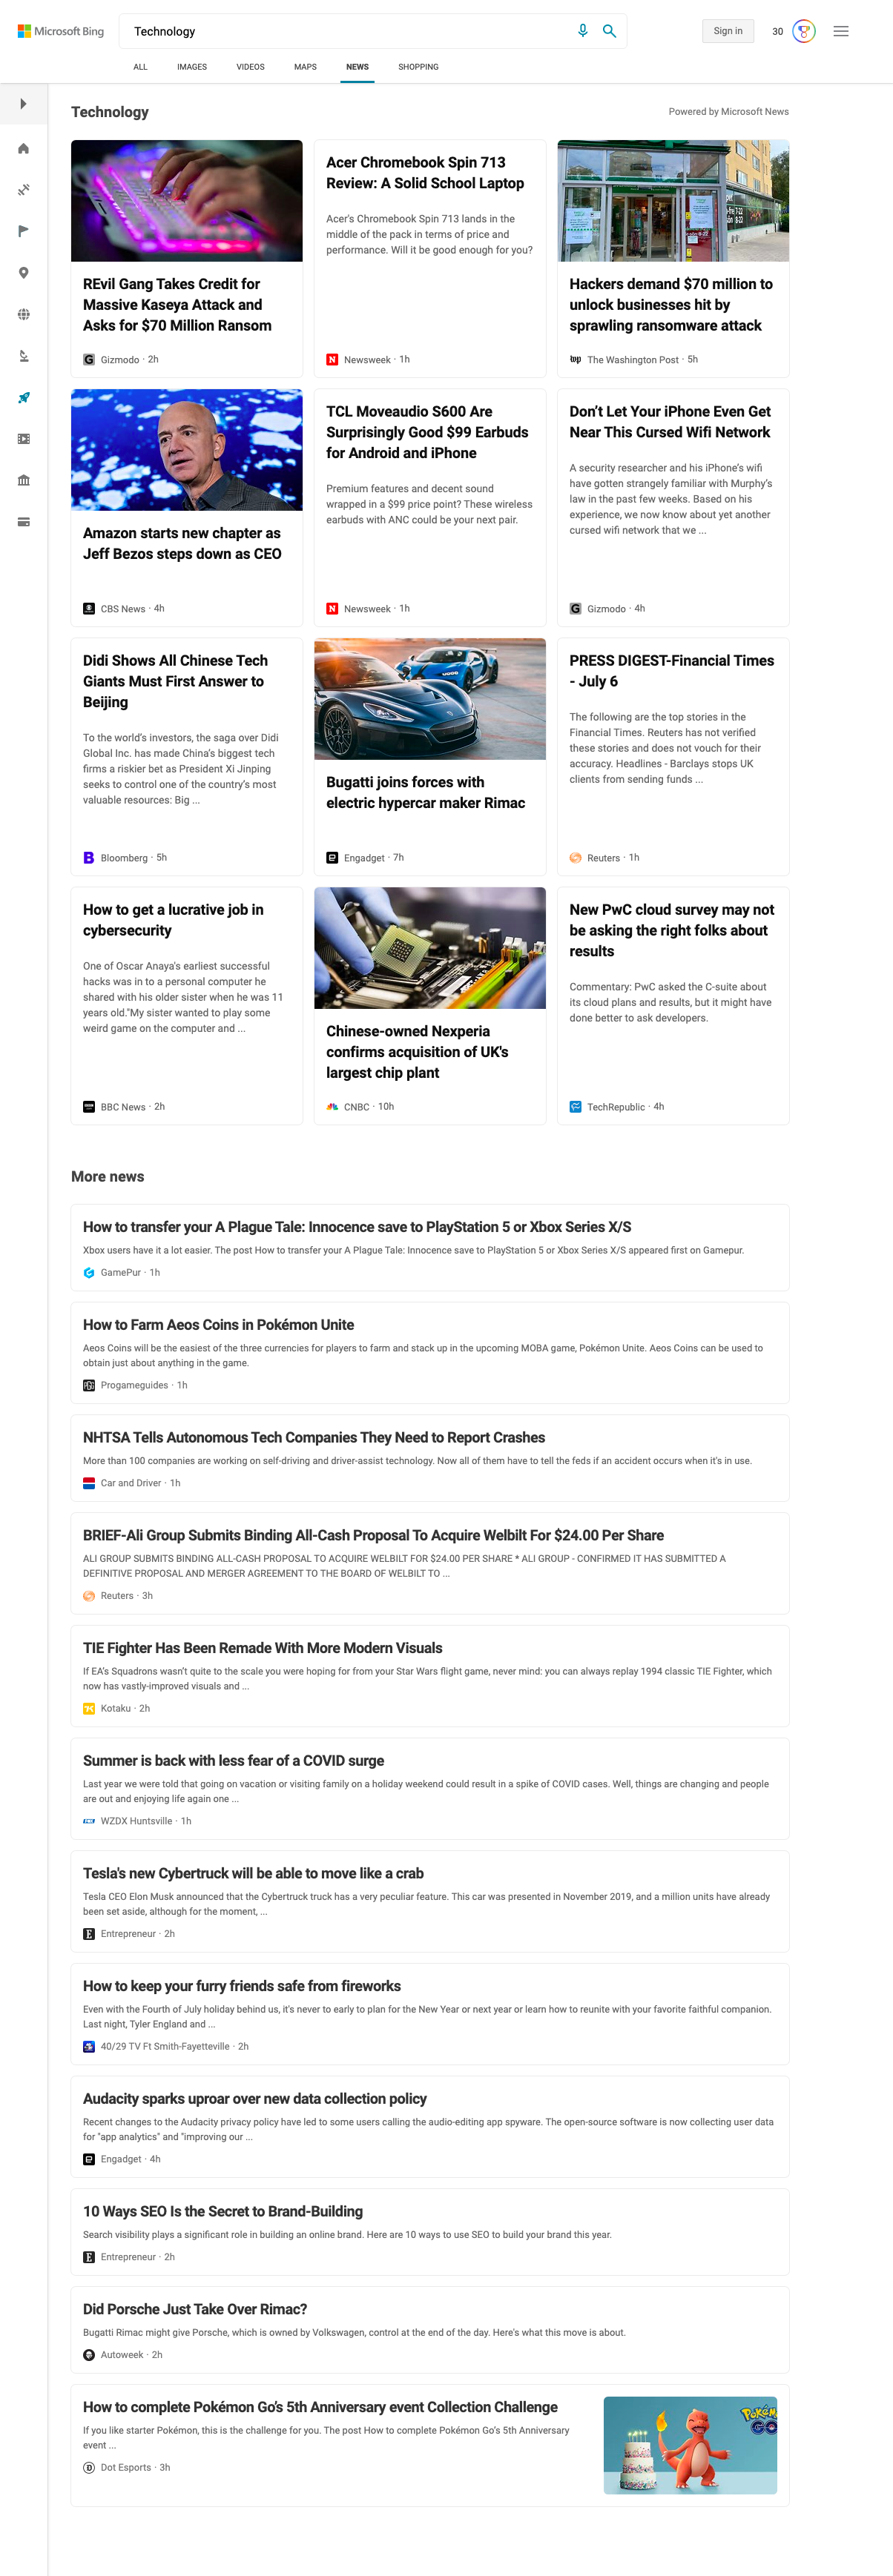 Microsoft Bing
Technology
Sign in
30
ALL
IMAGES
VIDEOS
MAPS
NEWS
SHOPPING
Technology
Powered by Microsoft News
REvil Gang Takes Credit for
Massive Kaseya Attack and
Asks for $70 Million Ransom
Gizmodo · 2h
Acer Chromebook Spin 713
Review: A Solid School Laptop
Acer's Chromebook Spin 713 lands in the
middle of the pack in terms of price and
performance. Will it be good enough for you?
Newsweek · 1h
Hackers demand $70 million to
unlock businesses hit by
sprawling ransomware attack
The Washington Post · 5h
Amazon starts new chapter as
Jeff Bezos steps down as CEO
CBS News · 4h
TCL Moveaudio S600 Are
Surprisingly Good $99 Earbuds
for Android and iPhone
Premium features and decent sound
wrapped in a $99 price point? These wireless
earbuds with ANC could be your next pair.
Newsweek · 1h
Don’t Let Your iPhone Even Get
Near This Cursed Wifi Network
A security researcher and his iPhone’s wifi
have gotten strangely familiar with Murphy’s
law in the past few weeks. Based on his
experience, we now know about yet another
cursed wifi network that we ...
Gizmodo · 4h
Didi Shows All Chinese Tech
Giants Must First Answer to
Beijing
To the world’s investors, the saga over Didi
Global Inc. has made China’s biggest tech
firms a riskier bet as President Xi Jinping
seeks to control one of the country’s most
valuable resources: Big ...
Bloomberg · 5h
Bugatti joins forces with
electric hypercar maker Rimac
Engadget · 7h
PRESS DIGEST-Financial Times
- July 6
The following are the top stories in the
Financial Times. Reuters has not verified
these stories and does not vouch for their
accuracy. Headlines - Barclays stops UK
clients from sending funds ...
Reuters · 1h
How to get a lucrative job in
cybersecurity
One of Oscar Anaya's earliest successful
hacks was in to a personal computer he
shared with his older sister when he was 11
years old."My sister wanted to play some
weird game on the computer and ...
BBC News · 2h
Chinese-owned Nexperia
confirms acquisition of UK's
largest chip plant
CNBC · 10h
New PwC cloud survey may not
be asking the right folks about
results
Commentary: PwC asked the C-suite about
its cloud plans and results, but it might have
done better to ask developers.
TechRepublic · 4h
More news
How to transfer your A Plague Tale: Innocence save to PlayStation 5 or Xbox Series X/S
Xbox users have it a lot easier. The post How to transfer your A Plague Tale: Innocence save to PlayStation 5 or Xbox Series X/S appeared first on Gamepur.
GamePur · 1h
How to Farm Aeos Coins in Pokémon Unite
Aeos Coins will be the easiest of the three currencies for players to farm and stack up in the upcoming MOBA game, Pokémon Unite. Aeos Coins can be used to
obtain just about anything in the game.
Progameguides · 1h
NHTSA Tells Autonomous Tech Companies They Need to Report Crashes
More than 100 companies are working on self-driving and driver-assist technology. Now all of them have to tell the feds if an accident occurs when it's in use.
Car and Driver · 1h
BRIEF-Ali Group Submits Binding All-Cash Proposal To Acquire Welbilt For $24.00 Per Share
ALI GROUP SUBMITS BINDING ALL-CASH PROPOSAL TO ACQUIRE WELBILT FOR $24.00 PER SHARE * ALI GROUP - CONFIRMED IT HAS SUBMITTED A
DEFINITIVE PROPOSAL AND MERGER AGREEMENT TO THE BOARD OF WELBILT TO ...
Reuters · 3h
TIE Fighter Has Been Remade With More Modern Visuals
If EA’s Squadrons wasn’t quite to the scale you were hoping for from your Star Wars flight game, never mind: you can always replay 1994 classic TIE Fighter, which
now has vastly-improved visuals and ...
Kotaku · 2h
Summer is back with less fear of a COVID surge
Last year we were told that going on vacation or visiting family on a holiday weekend could result in a spike of COVID cases. Well, things are changing and people
are out and enjoying life again one ...
WZDX Huntsville · 1h
Tesla's new Cybertruck will be able to move like a crab
Tesla CEO Elon Musk announced that the Cybertruck truck has a very peculiar feature. This car was presented in November 2019, and a million units have already
been set aside, although for the moment, ...
Entrepreneur · 2h
How to keep your furry friends safe from fireworks
Even with the Fourth of July holiday behind us, it's never to early to plan for the New Year or next year or learn how to reunite with your favorite faithful companion.
Last night, Tyler England and ...
40/29 TV Ft Smith-Fayetteville · 2h
Audacity sparks uproar over new data collection policy
Recent changes to the Audacity privacy policy have led to some users calling the audio-editing app spyware. The open-source software is now collecting user data
for "app analytics" and "improving our ...
Engadget · 4h
10 Ways SEO Is the Secret to Brand-Building
Search visibility plays a significant role in building an online brand. Here are 10 ways to use SEO to build your brand this year.
Entrepreneur · 2h
Did Porsche Just Take Over Rimac?
Bugatti Rimac might give Porsche, which is owned by Volkswagen, control at the end of the day. Here's what this move is about.
Autoweek · 2h
How to complete Pokémon Go’s 5th Anniversary event Collection Challenge
If you like starter Pokémon, this is the challenge for you. The post How to complete Pokémon Go’s 5th Anniversary
event ...
Dot Esports · 3h